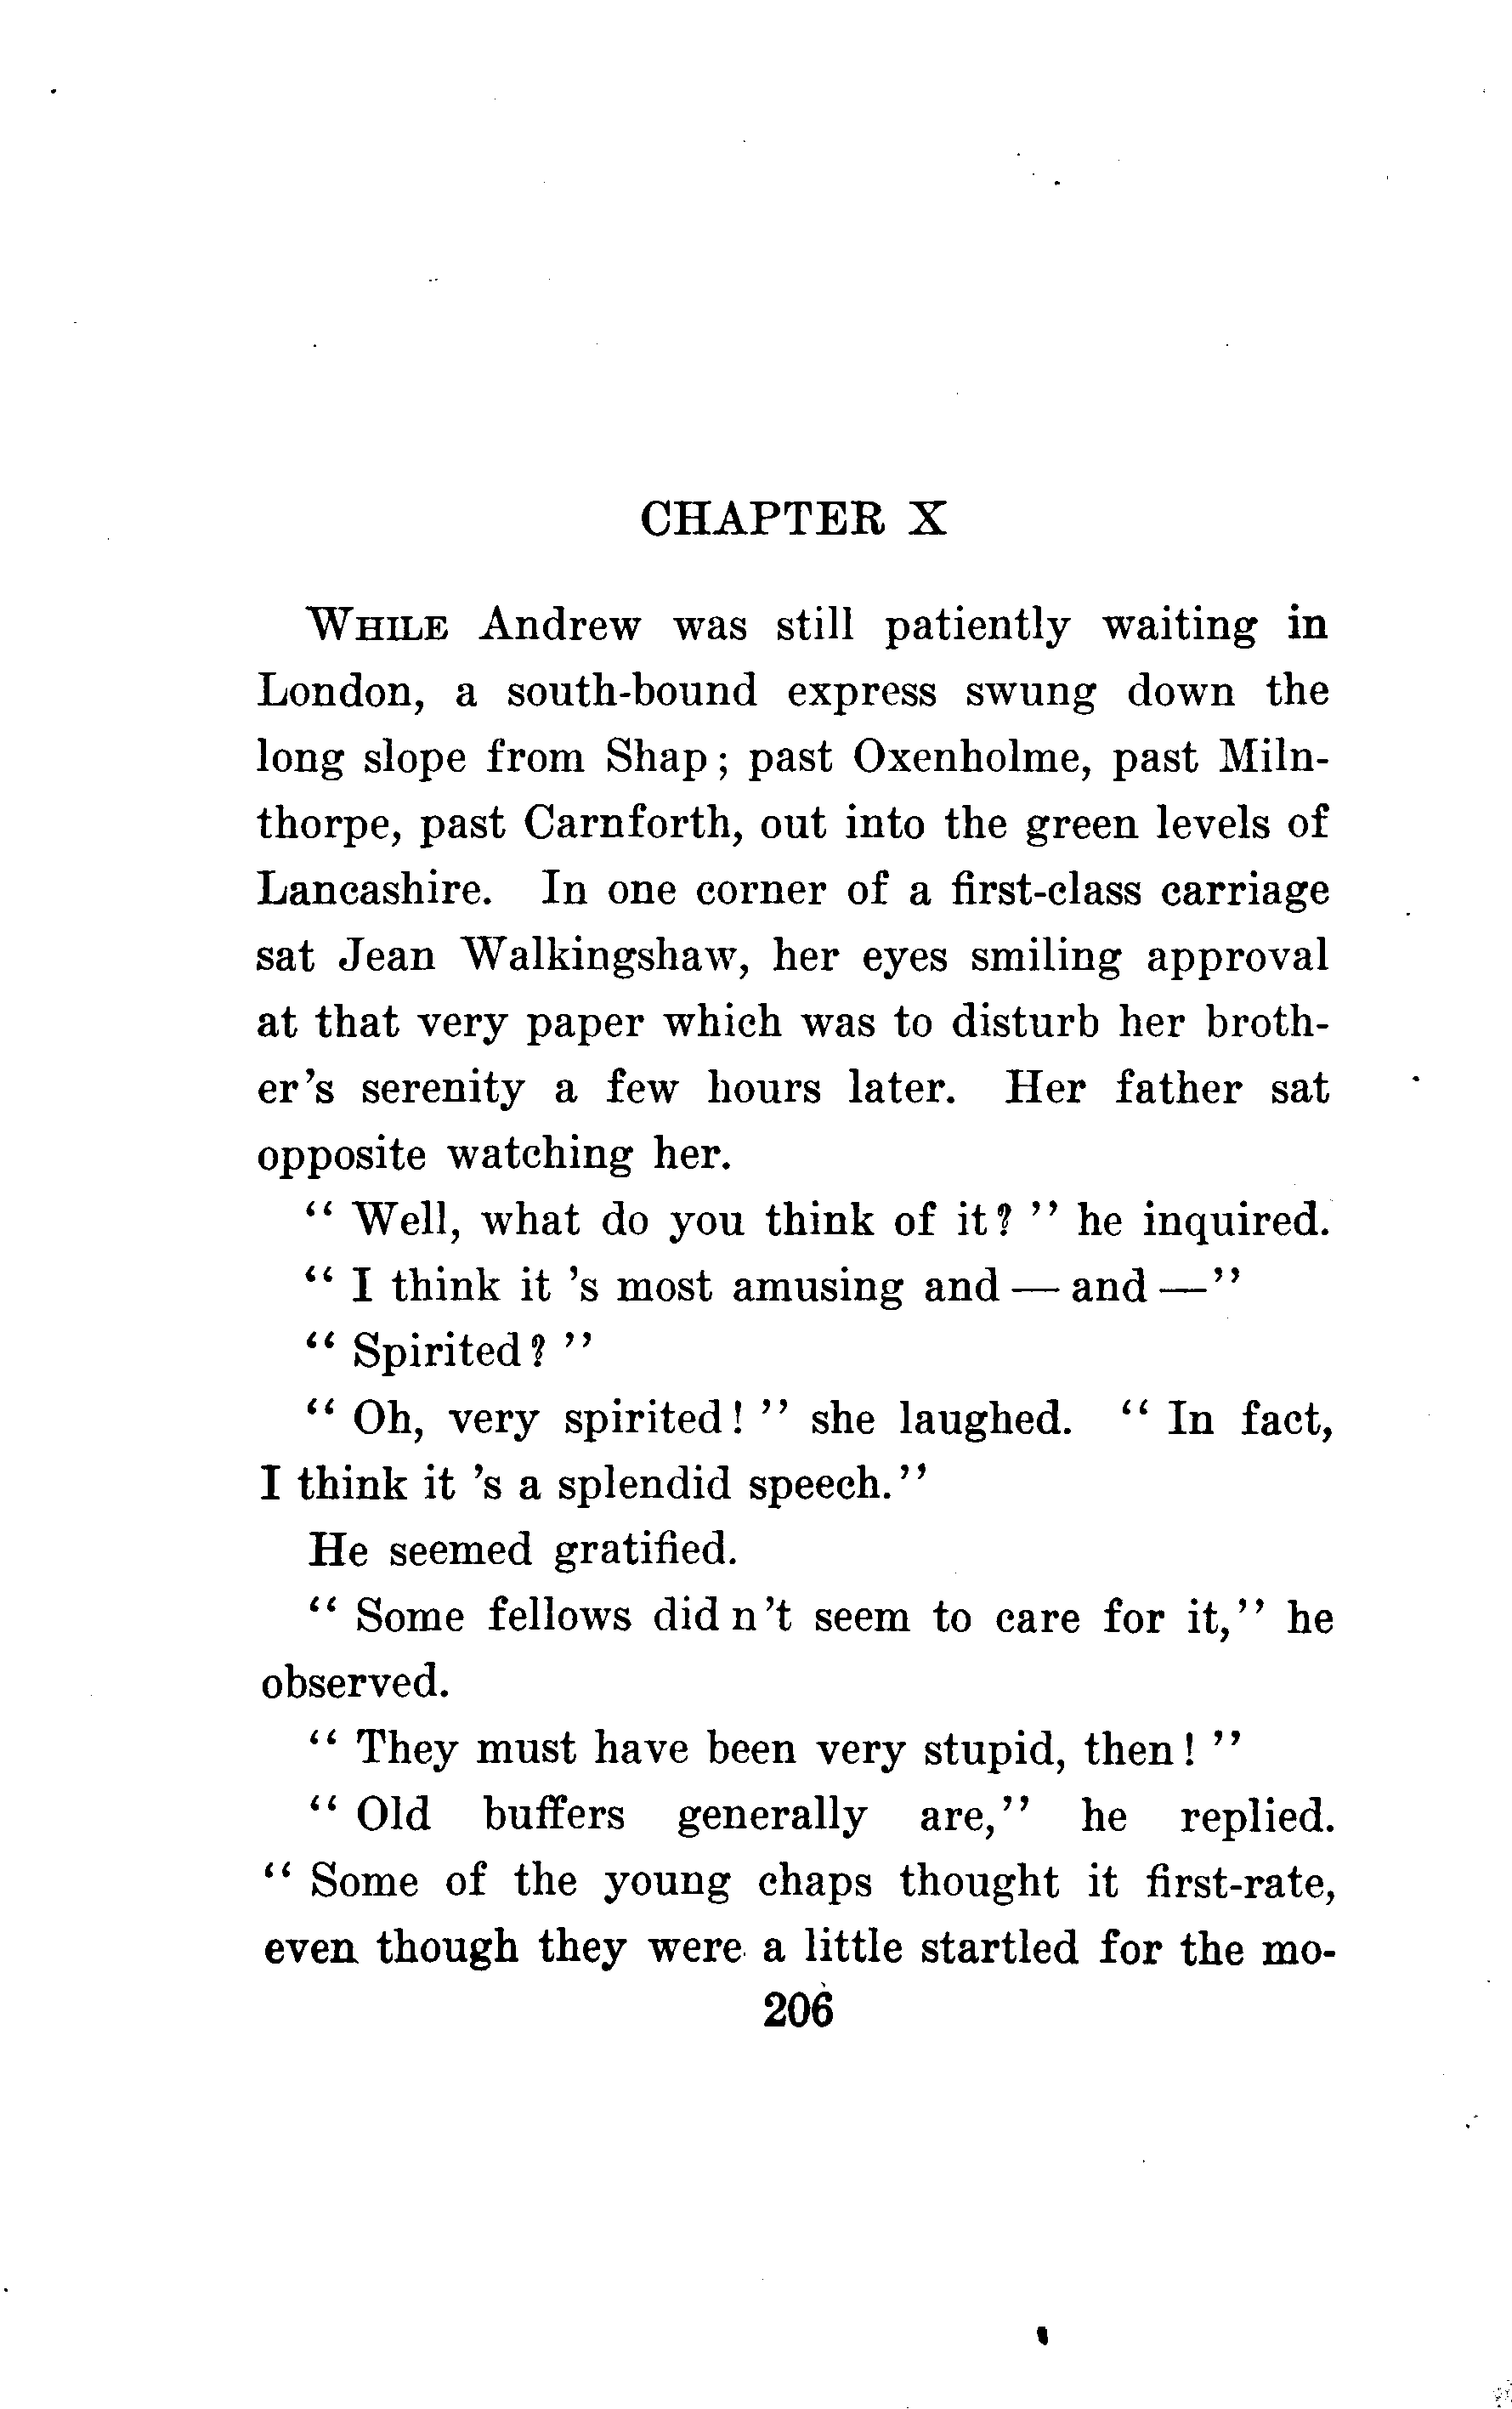 CHAPTER X
WHILE Andrew was still patiently waiting in
London, a south-bound express swung down the
long slope from Shap; past Oxenholme, past Miln-
thorpe, past Carnforth, out into the green levels of
Lancashire. In one corner of a first-class carriage
sat Jean Walkingshaw, her eyes smiling approval
at that very paper which was to disturb her broth-
er's serenity a few hours later. Her father sat
opposite watching her.
" Well, what do you think of it? " he inquired.
" I think it 's most amusing and — and —"
" Spirited? "
" Oh, very spirited! " she laughed. " In fact,
I think it 's a splendid speech."
He seemed gratified.
" Some fellows did n't seem to care for it," he
observed.
" They must have been very stupid, then! "
" Old buffers generally are," he replied.
" Some of the young chaps thought it first-rate,
even though they were a little startled for the mo-
206